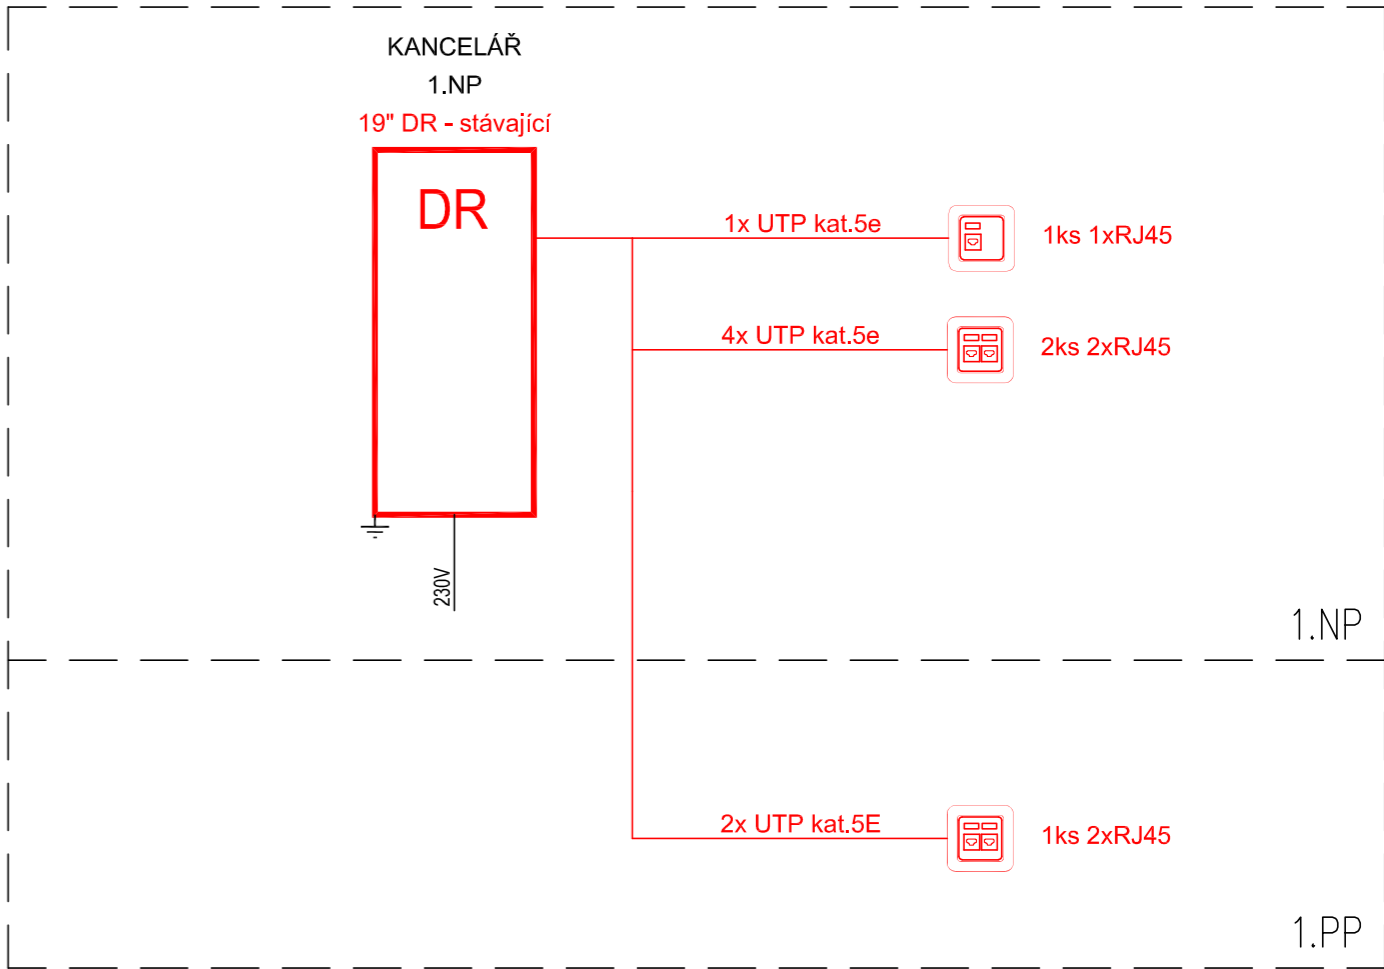 KANCELÁŘ
1.NP
19" DR - stávající
DR
1x UTP kat.5e
1ks 1xRJ45
4x UTP kat.5e
2ks 2xRJ45
230V
1.NP
2x UTP kat.5E
1ks 2xRJ45
1.PP